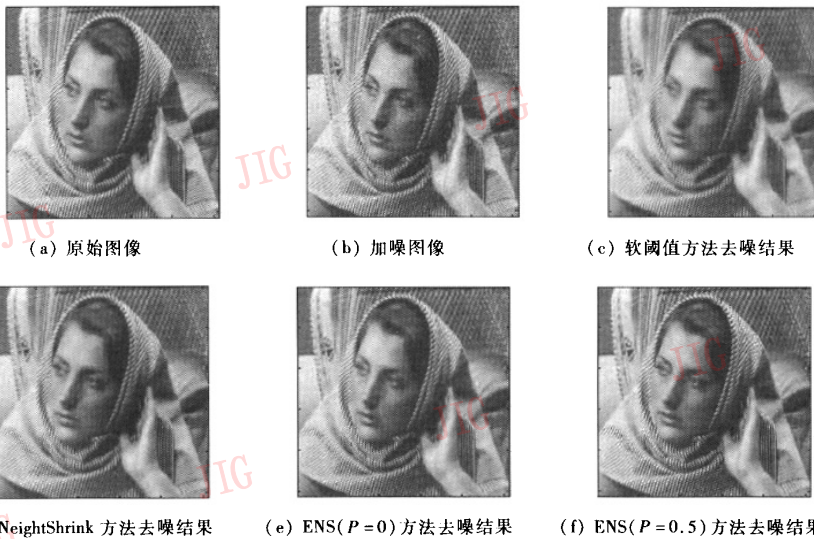 JIG
JIG
JIG
JIG
(a) 原始图像
(b) 加噪图像
(c) 软阈值方法去噪结果
JIG
JIG
JIG
NeightShrink 方法去噪结果
(e) ENS(P=0)方法去噪结果
(f) ENS(P=0.5)方法去噪结果